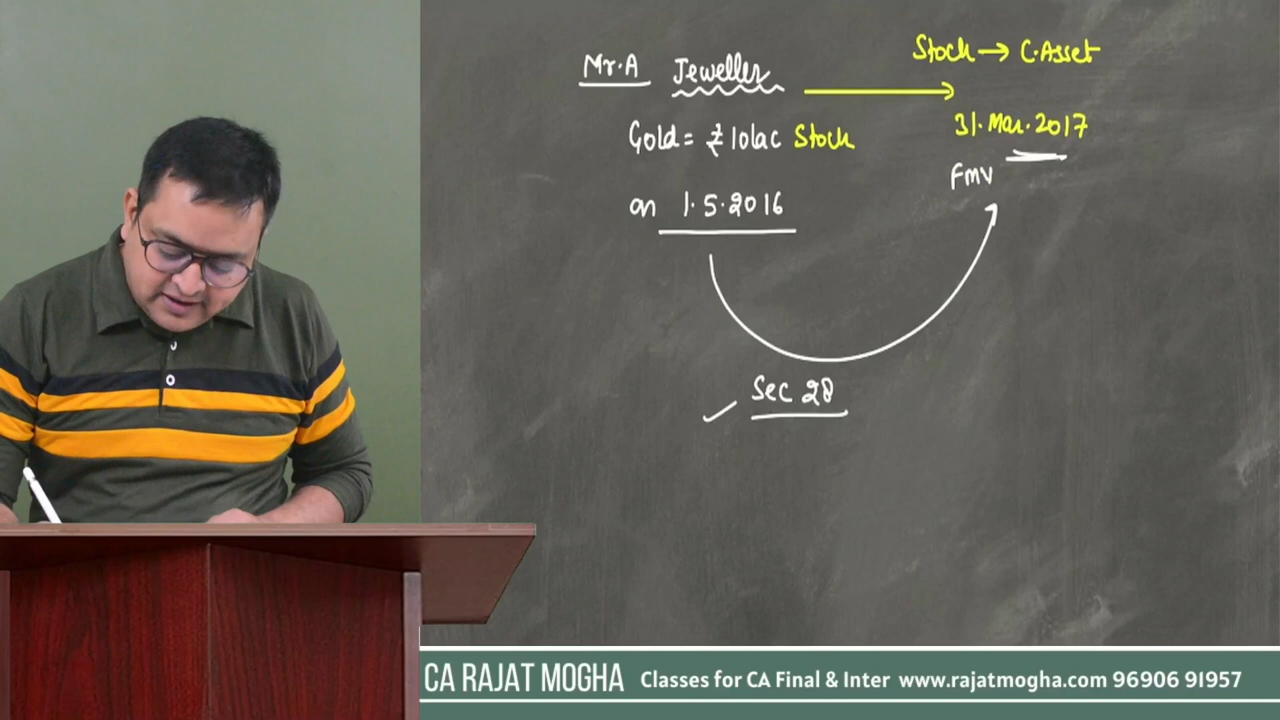 Mr.A Jeweller
Stock → C.Asset
Gold = ₹ 10lac Stock
31.Mar.2017
FMV
on 1.5.2016
✓ Sec 28
CA RAJAT MOGHA Classes for CA Final & Inter www.rajatmogha.com 96906 91957